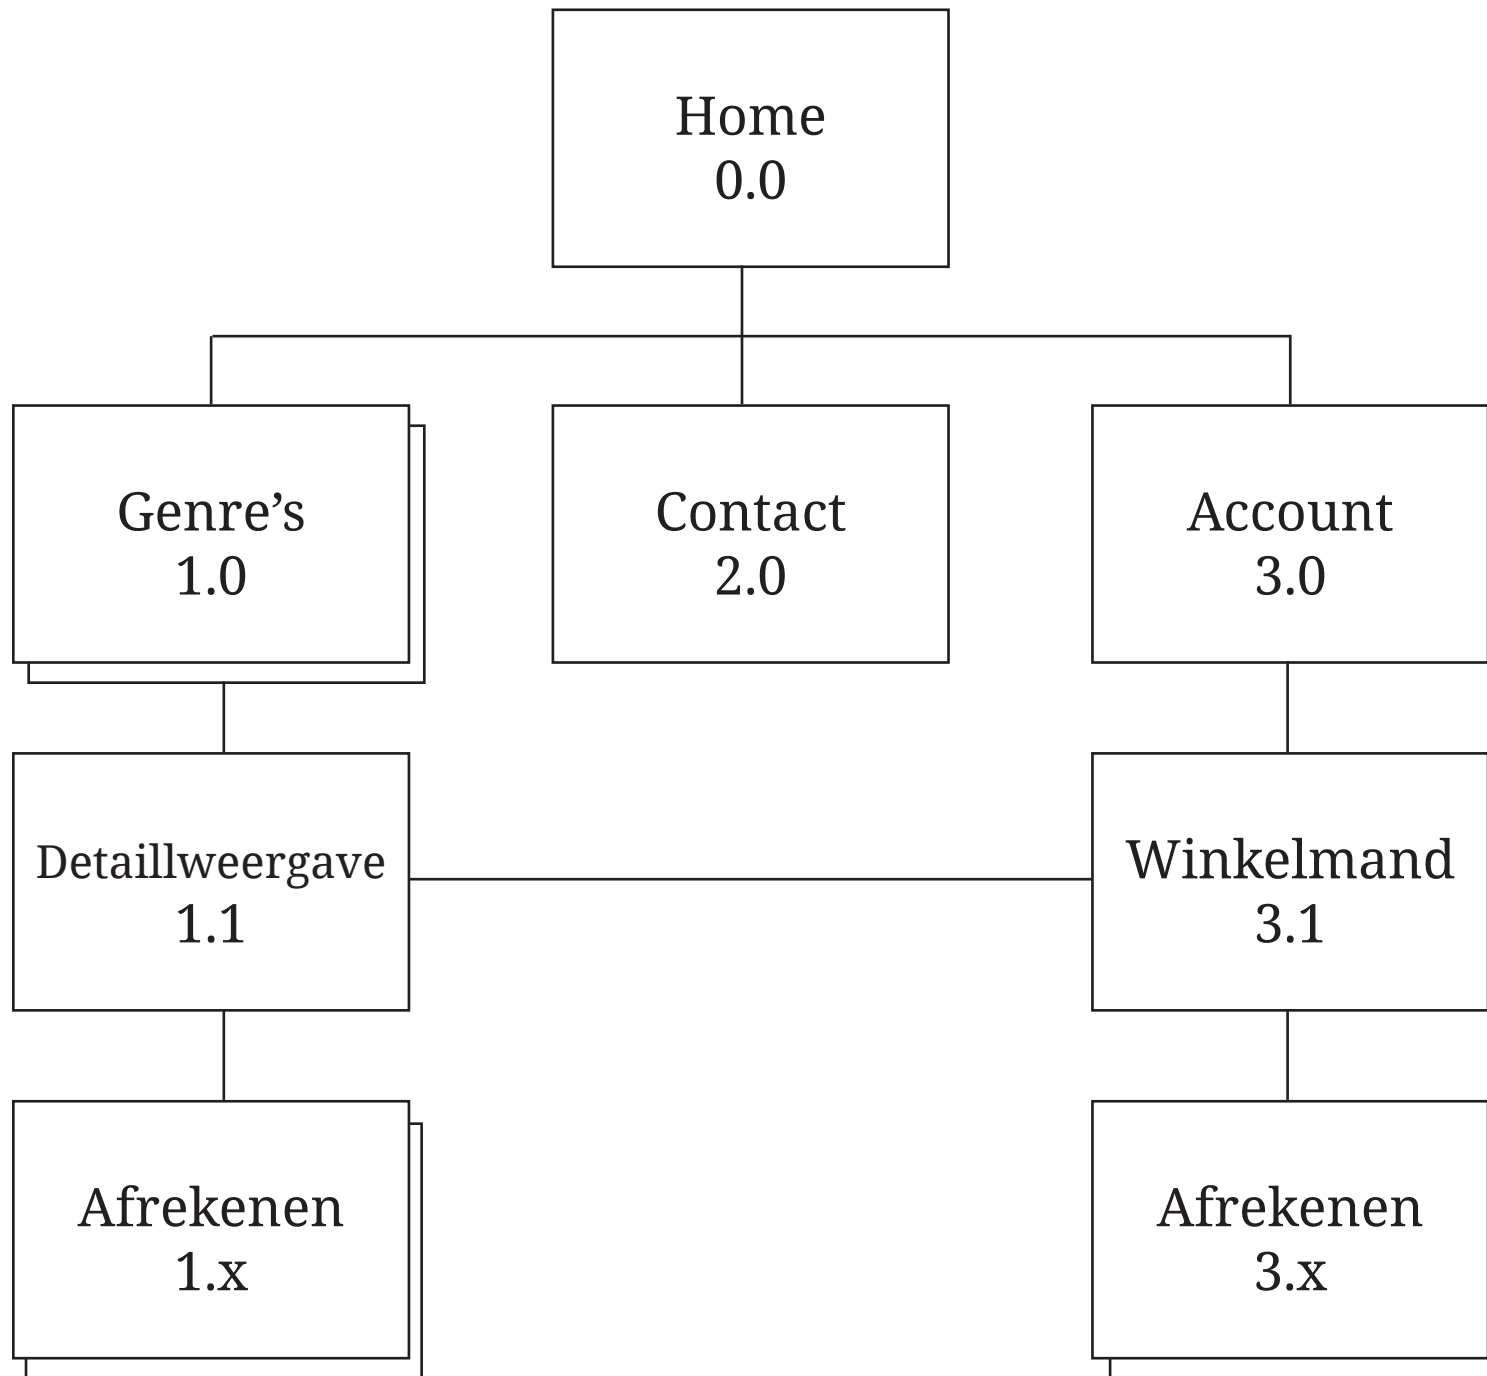 Home
0.0
Genre’s
1.0
Contact
2.0
Account
3.0
Detaillweergave
1.1
Winkelmand
3.1
Afrekenen
1.x
Afrekenen
3.x